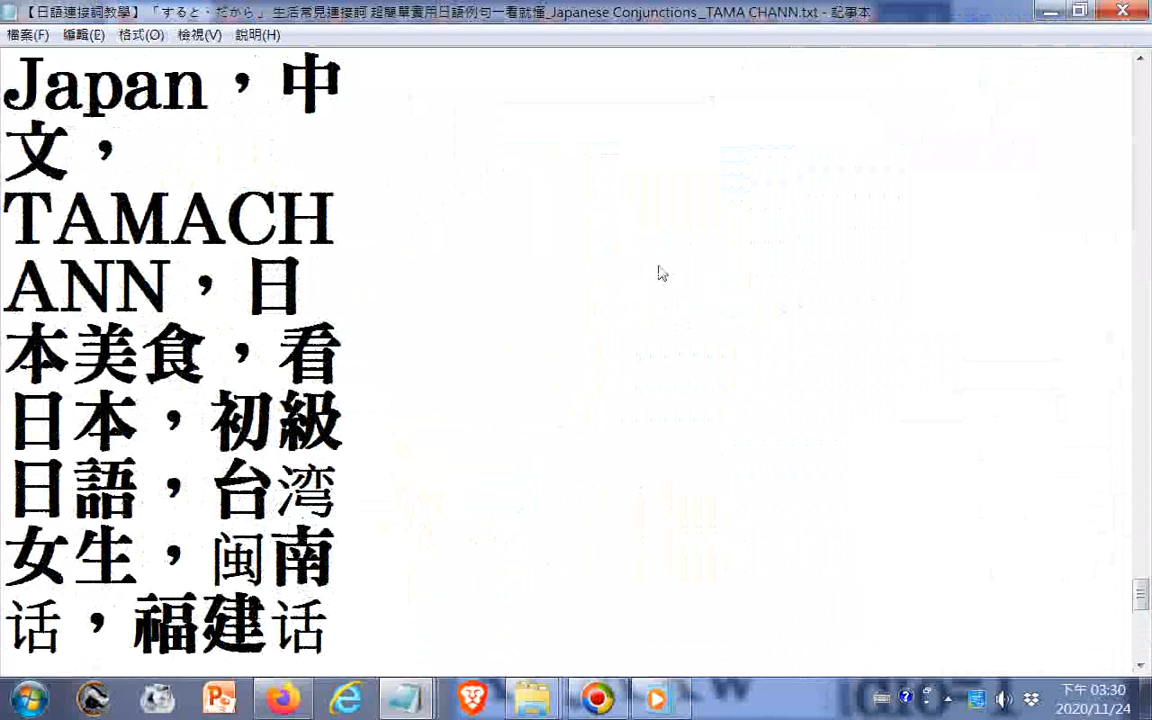 【日語連接詞教學】「すると、だから」生活常見連接詞 超簡單實用日語例句一看就懂_Japanese Conjunctions_TAMA CHANN.txt - 記事本
檔案(F) 編輯(E) 格式(O) 檢視(V) 說明(H)
Japan，中
文，
TAMACH
ANN，日
本美食，看
日本，初級
日語，台湾
女生，闽南
话，福建话
下午 03:30
2020/11/24